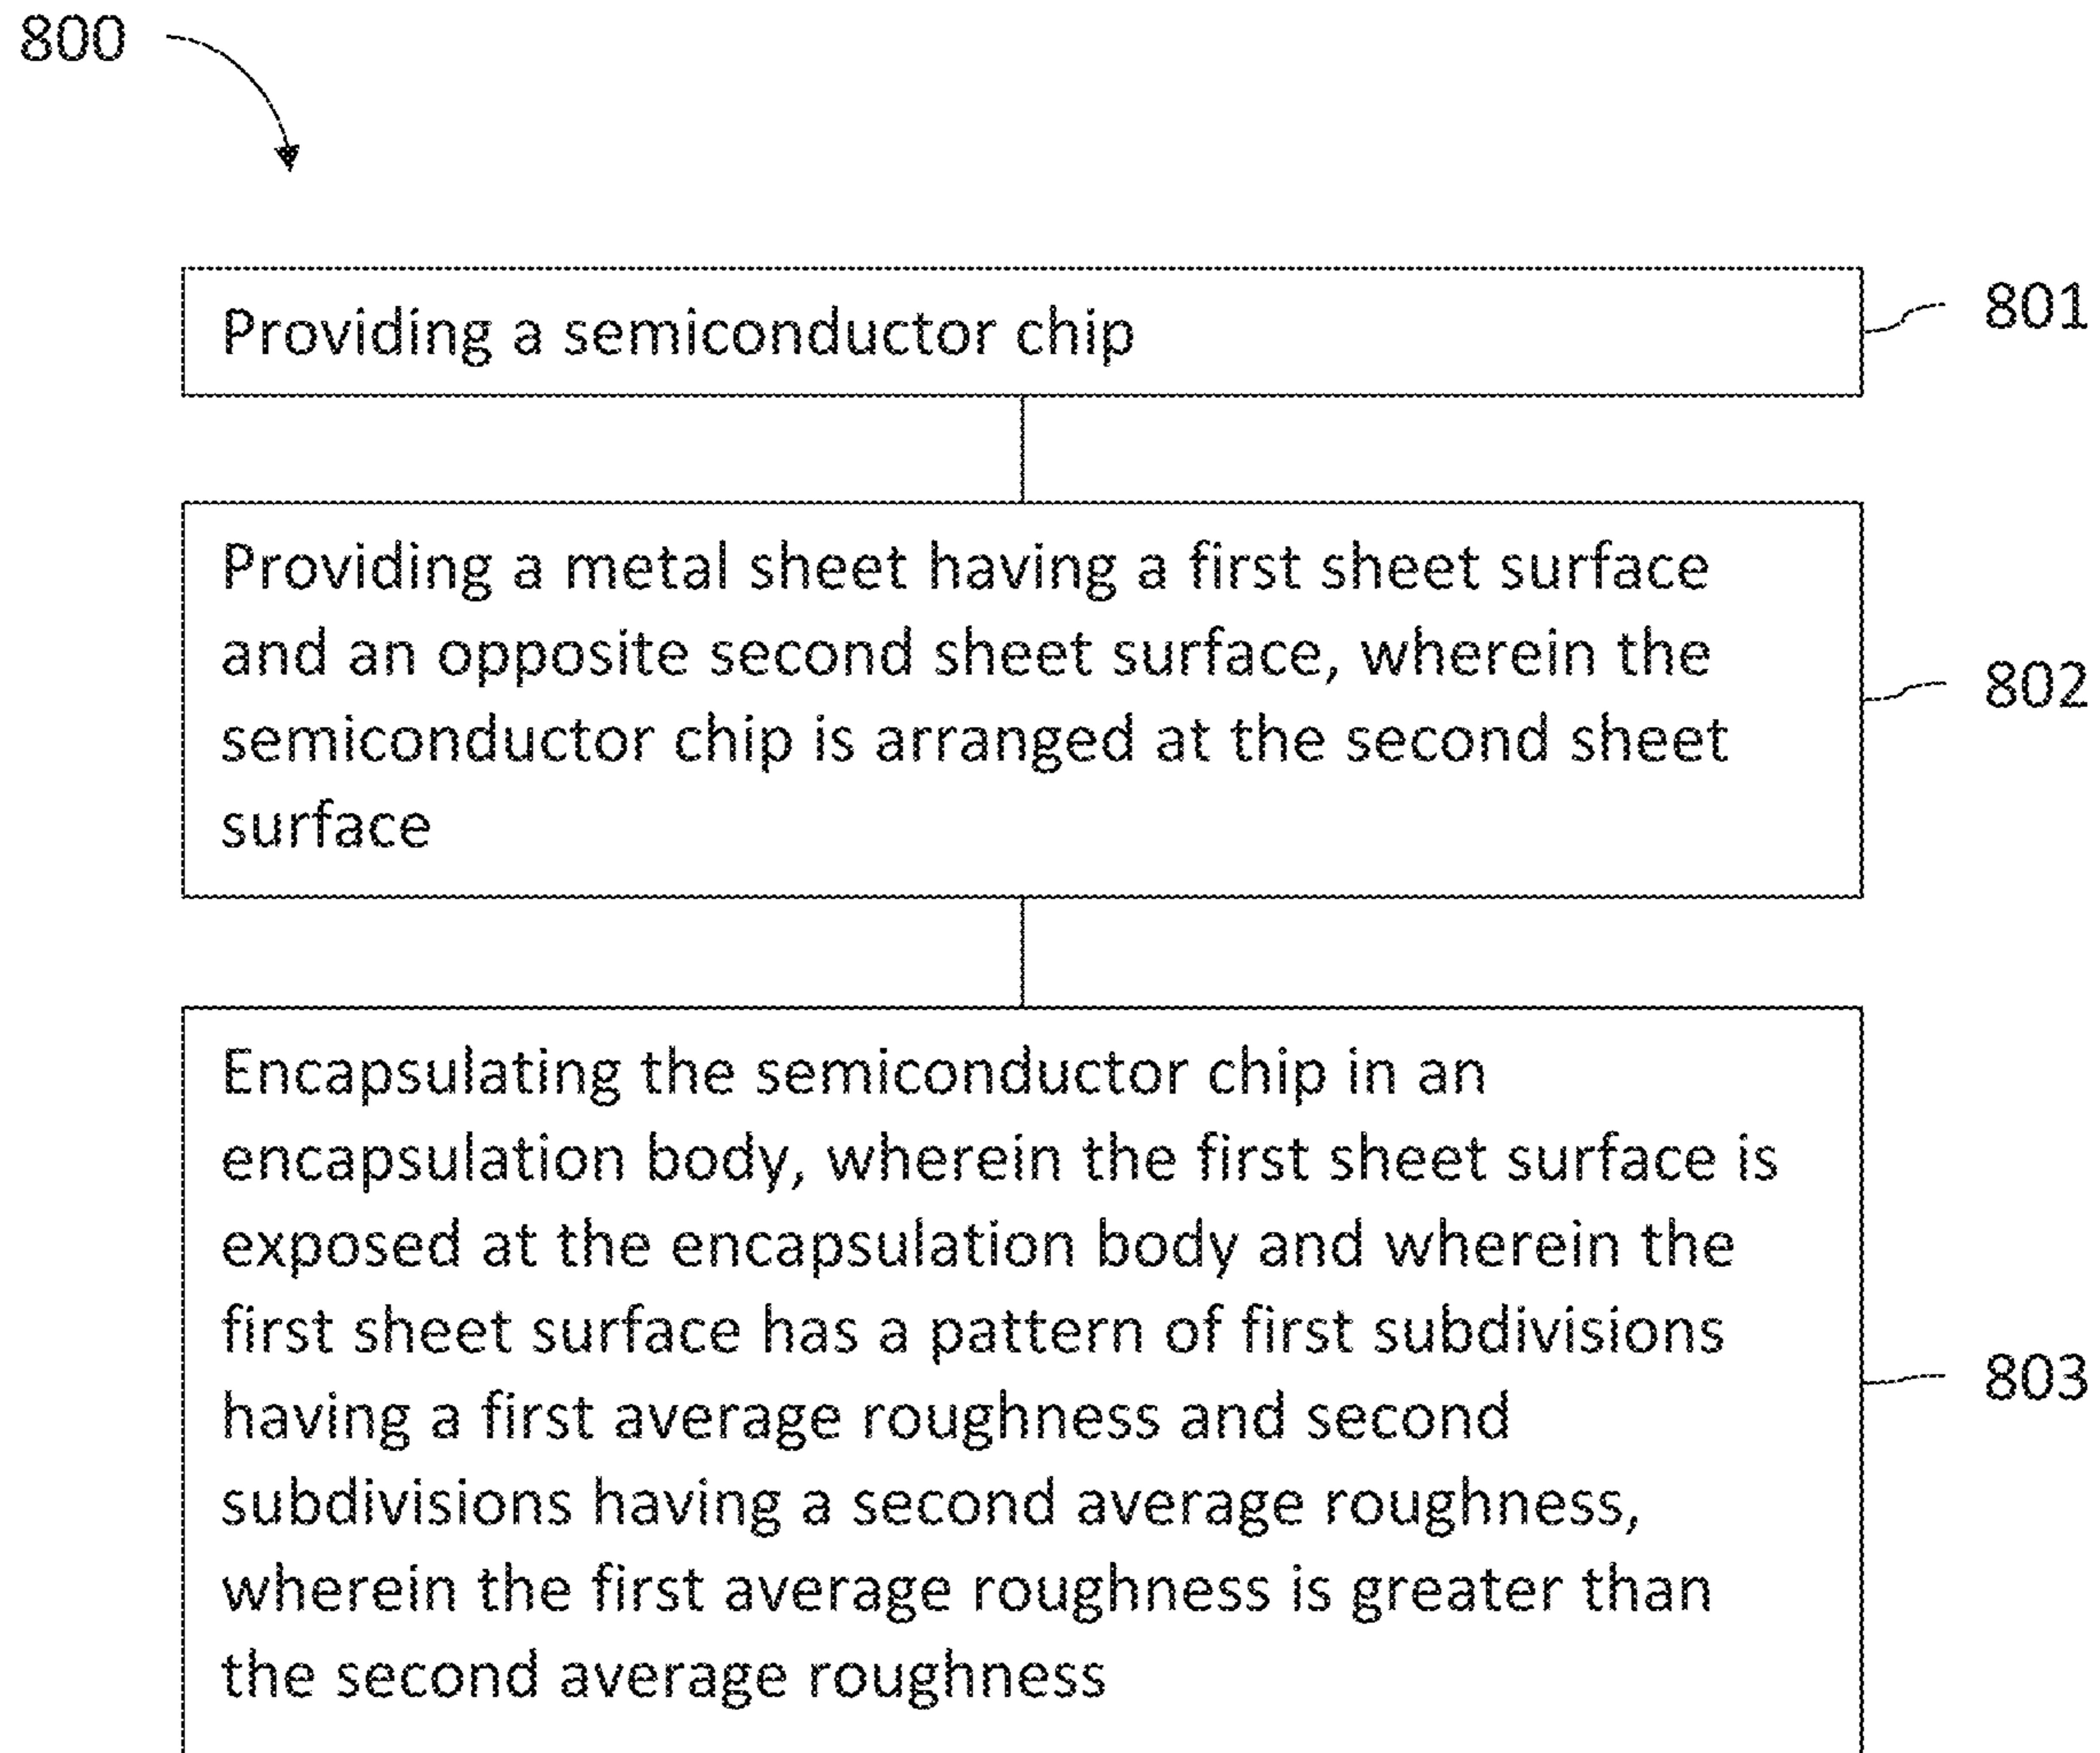 800
Providing a semiconductor chip
801
Providing a metal sheet having a first sheet surface
and an opposite second sheet surface, wherein the
semiconductor chip is arranged at the second sheet
surface
802
Encapsulating the semiconductor chip in an
encapsulation body, wherein the first sheet surface is
exposed at the encapsulation body and wherein the
first sheet surface has a pattern of first subdivisions
having a first average roughness and second
subdivisions having a second average roughness,
wherein the first average roughness is greater than
the second average roughness
803